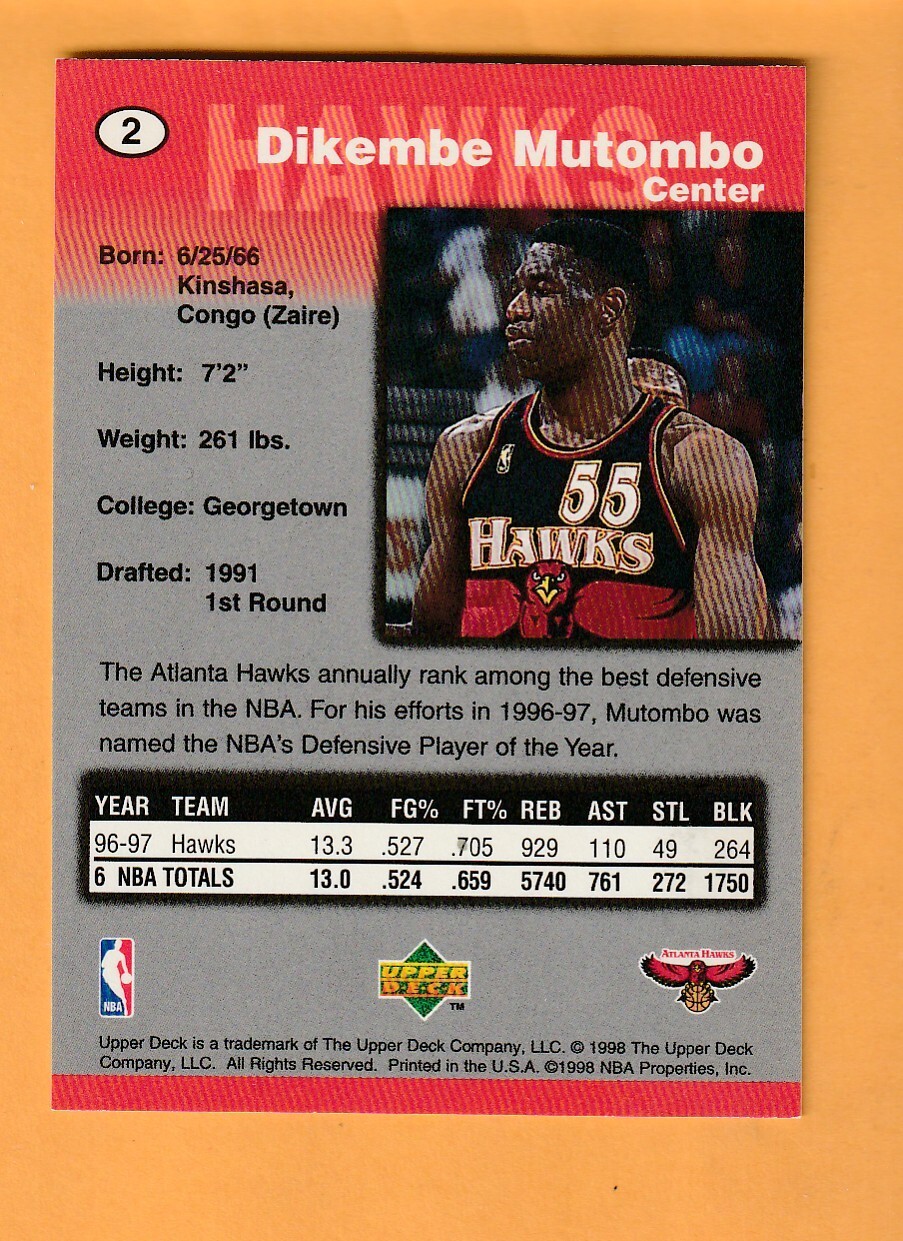 2
HAWKS
Dikembe Mutombo
Center
Born: 6/25/66
Kinshasa,
Congo (Zaire)
Height: 7'2"
Weight: 261 lbs.
College: Georgetown
Drafted: 1991
1st Round
55
HAWKS
The Atlanta Hawks annually rank among the best defensive
teams in the NBA. For his efforts in 1996-97, Mutombo was
named the NBA's Defensive Player of the Year.
YEAR TEAM AVG FG% FT% REB AST STL BLK
96-97 Hawks 13.3 .527 .705 929 110 49 264
6 NBA TOTALS 13.0 .524 .659 5740 761 272 1750
NBA
UPPER
DECK
TM
ATLANTA HAWKS
Upper Deck is a trademark of The Upper Deck Company, LLC. © 1998 The Upper Deck
Company, LLC. All Rights Reserved. Printed in the U.S.A. ©1998 NBA Properties, Inc.